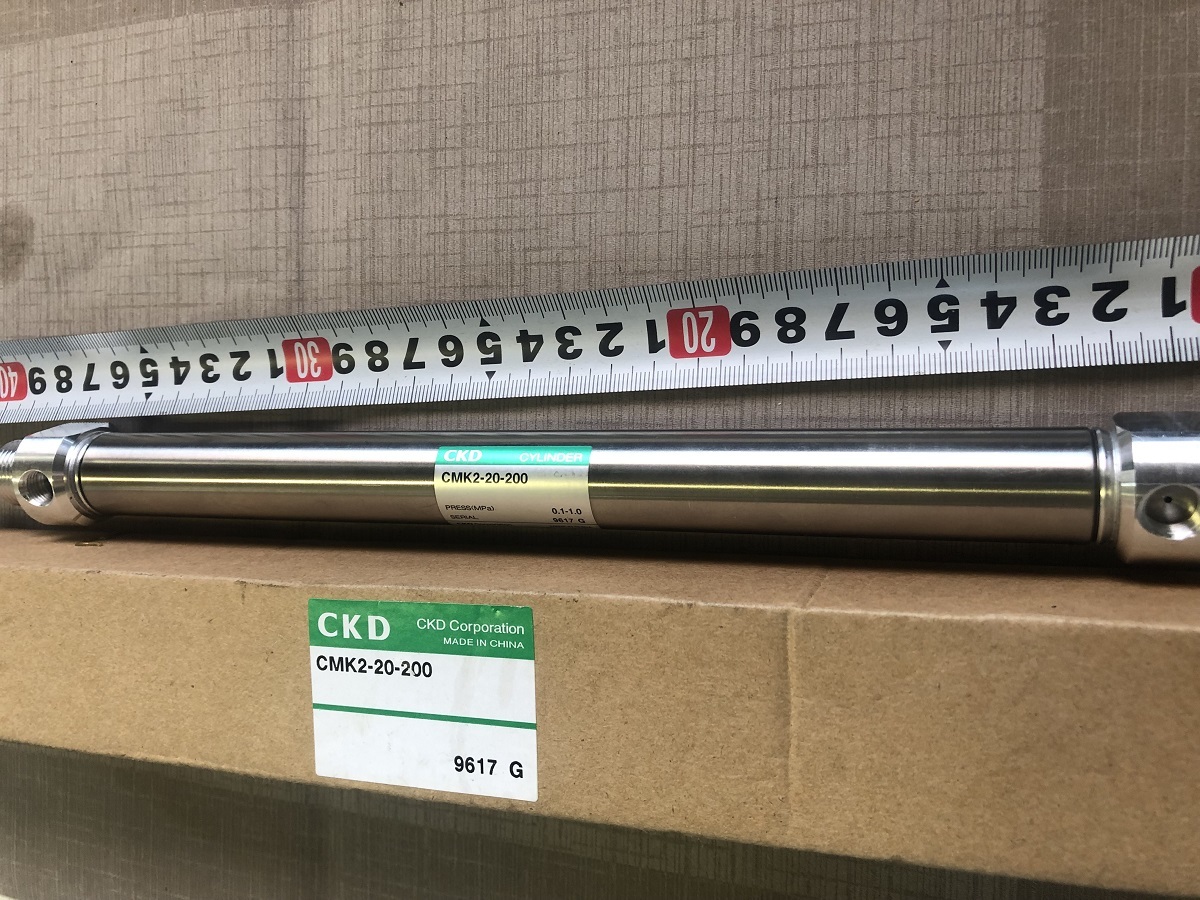 40 9 8 7 6 5 4 3 2 1 30 9 8 7 6 5 4 3 2 1 20 9 8 7 6 5 4 3 2 1
CKD CYLINDER
CMK2-20-200
PRESS(MPa) 0.1-1.0
SERIAL 9617 G
CKD CKD Corporation
MADE IN CHINA
CMK2-20-200
9617 G